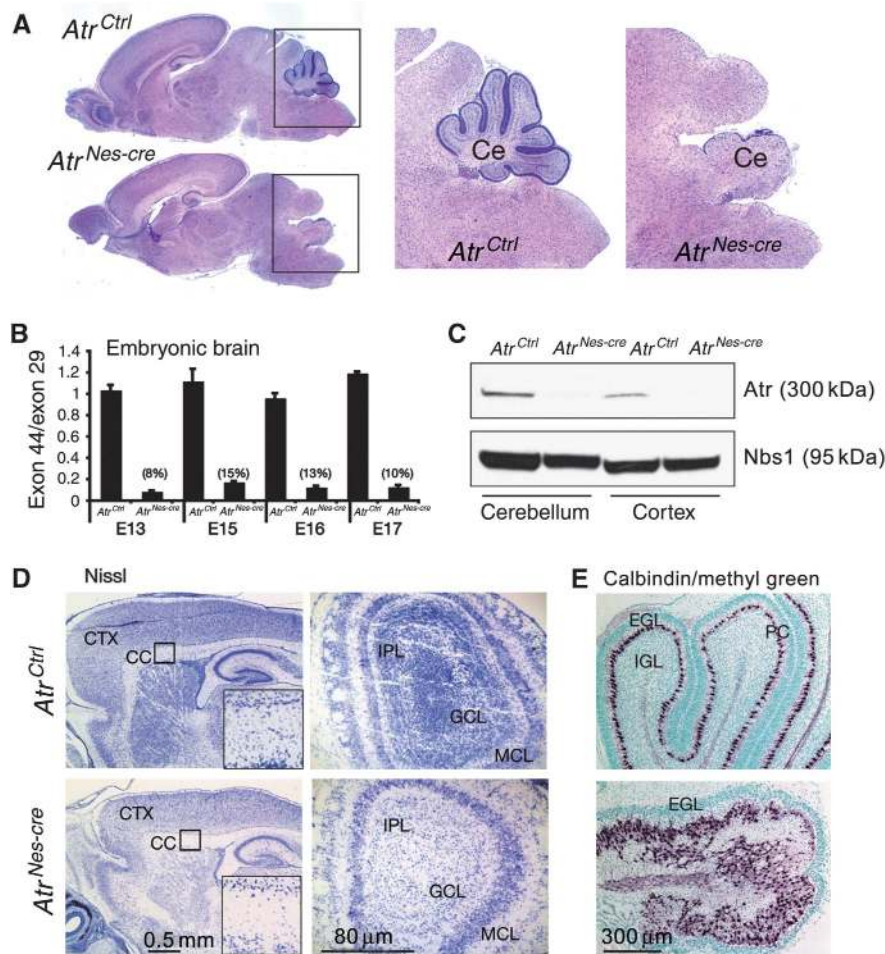 A
Atr Ctrl
Atr Nes-cre
Ce
Atr Ctrl
Ce
Atr Nes-cre
B
Embryonic brain
Exon 44/exon 29
1.4
1.2
1
0.8
0.6
0.4
0.2
0
(8%)
(15%)
(13%)
(10%)
Atr Ctrl Atr Nes-cre Atr Ctrl Atr Nes-cre Atr Ctrl Atr Nes-cre Atr Ctrl Atr Nes-cre
E13 E15 E16 E17
C
Atr Ctrl Atr Nes-cre Atr Ctrl Atr Nes-cre
Atr (300 kDa)
Nbs1 (95 kDa)
Cerebellum Cortex
D
Nissl
Atr Ctrl
CTX
CC
IPL
GCL
MCL
Atr Nes-cre
CTX
CC
0.5 mm
IPL
GCL
MCL
80 µm
E
Calbindin/methyl green
EGL
PC
IGL
EGL
300 µm